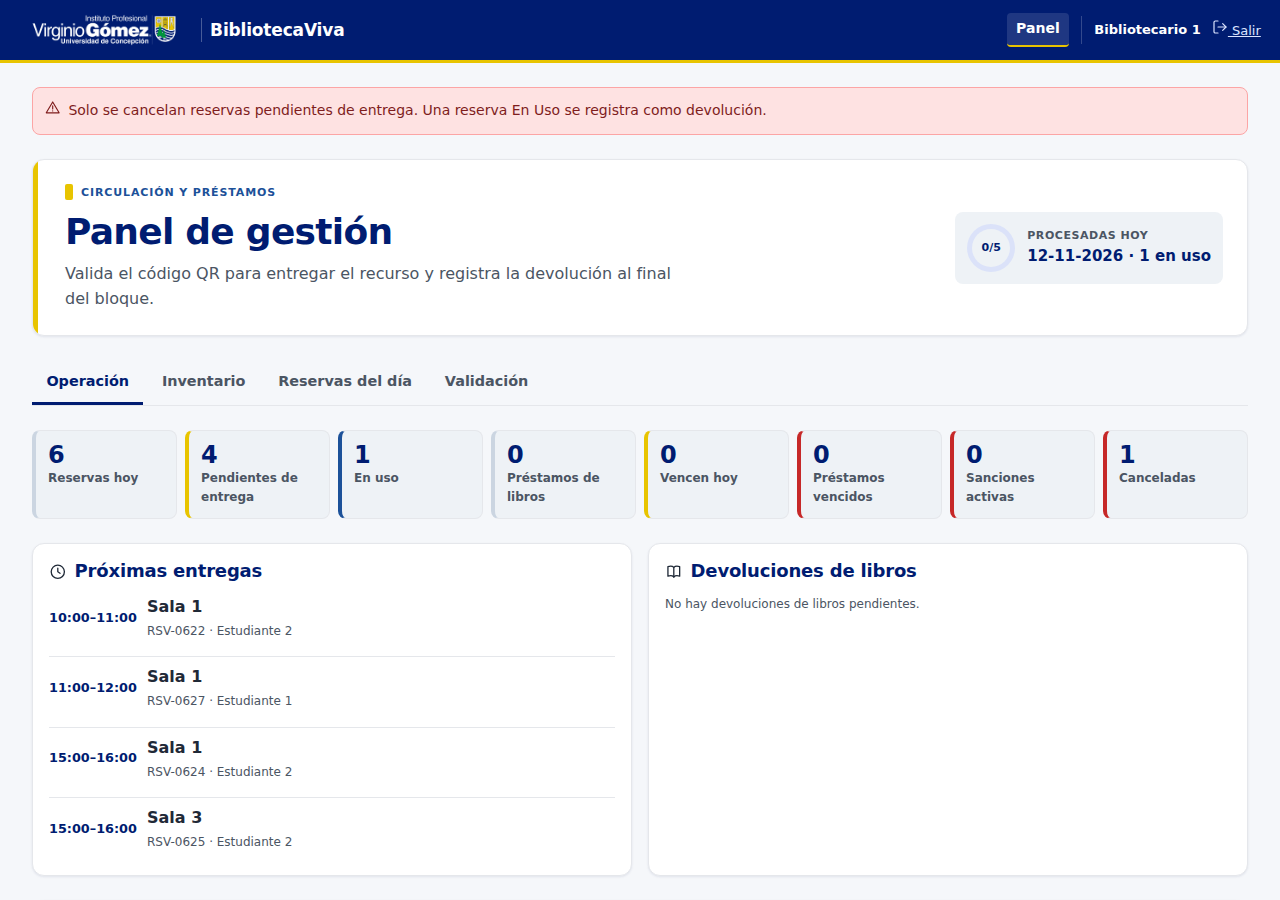 Instituto Profesional
VirginioGómez
Universidad de Concepción
BibliotecaViva
Panel
Bibliotecario 1
Salir
Solo se cancelan reservas pendientes de entrega. Una reserva En Uso se registra como devolución.
CIRCULACIÓN Y PRÉSTAMOS
Panel de gestión
Valida el código QR para entregar el recurso y registra la devolución al final
del bloque.
0/5
PROCESADAS HOY
12-11-2026 · 1 en uso
Operación
Inventario
Reservas del día
Validación
6
Reservas hoy
4
Pendientes de
entrega
1
En uso
0
Préstamos de
libros
0
Vencen hoy
0
Préstamos
vencidos
0
Sanciones
activas
1
Canceladas
Próximas entregas
10:00–11:00
Sala 1
RSV-0622 · Estudiante 2
11:00–12:00
Sala 1
RSV-0627 · Estudiante 1
15:00–16:00
Sala 1
RSV-0624 · Estudiante 2
15:00–16:00
Sala 3
RSV-0625 · Estudiante 2
Devoluciones de libros
No hay devoluciones de libros pendientes.